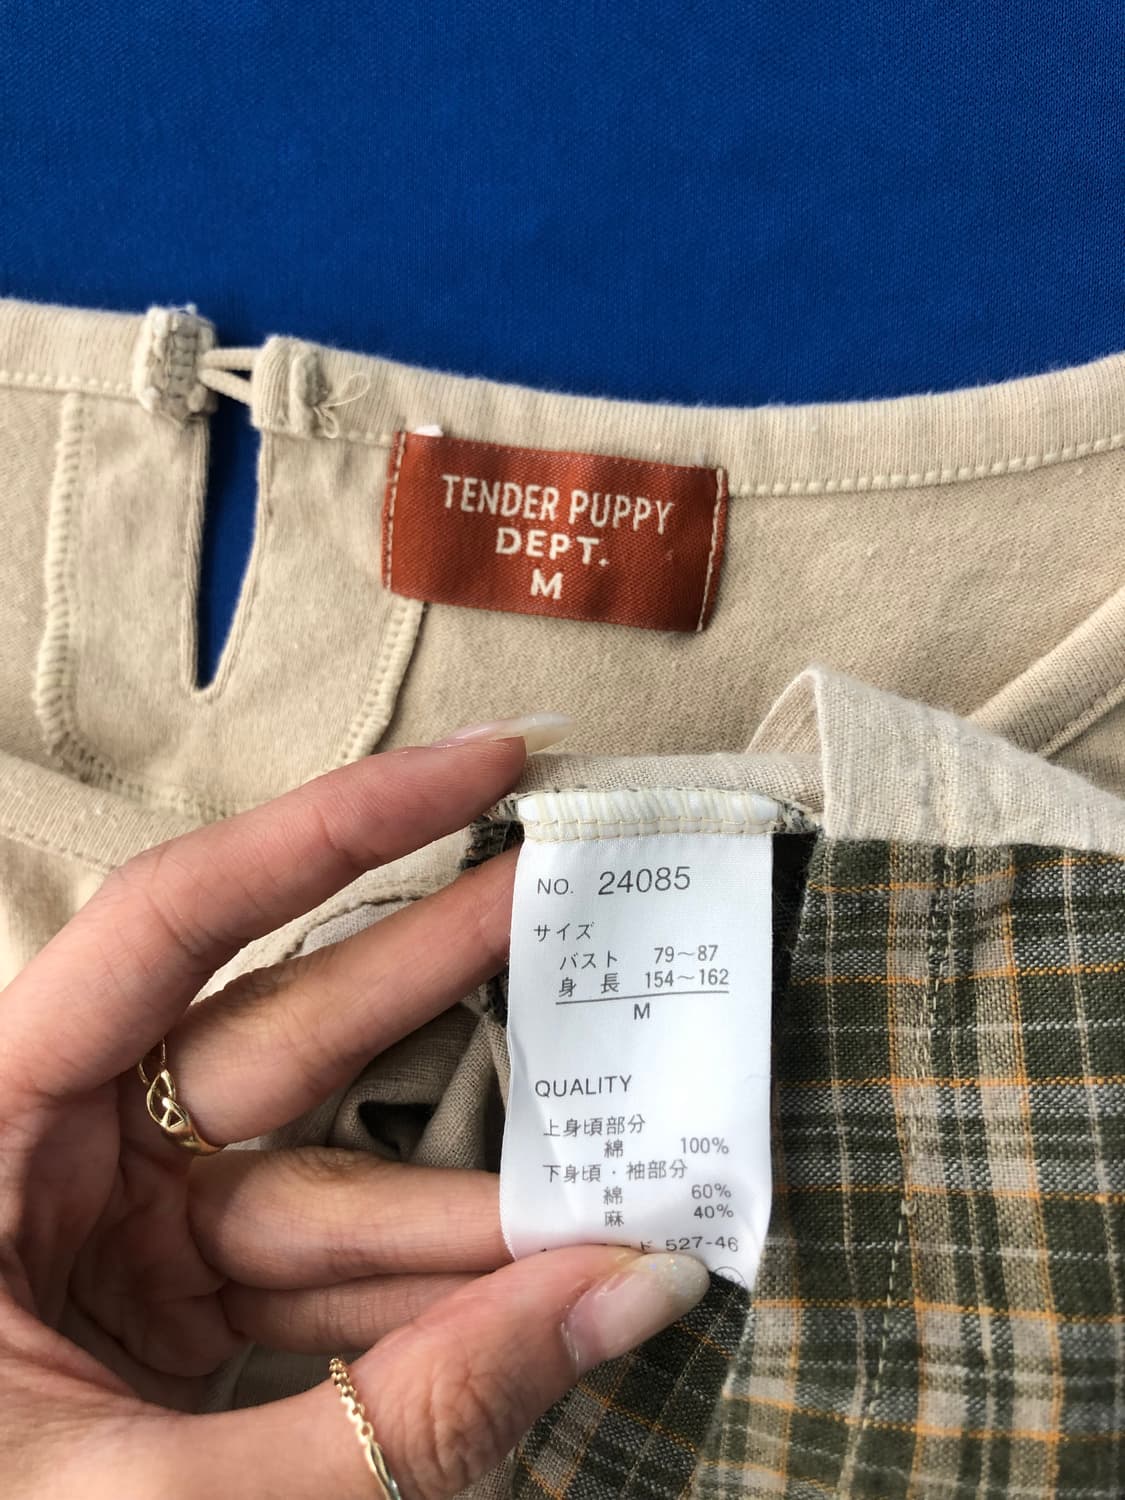 TENDER PUPPY
DEPT.
M
NO. 24085
サイズ
バスト 79～87
身 長 154～162
M
QUALITY
上身頃部分
綿 100%
下身頃・袖部分
綿 60%
麻 40%
527-46